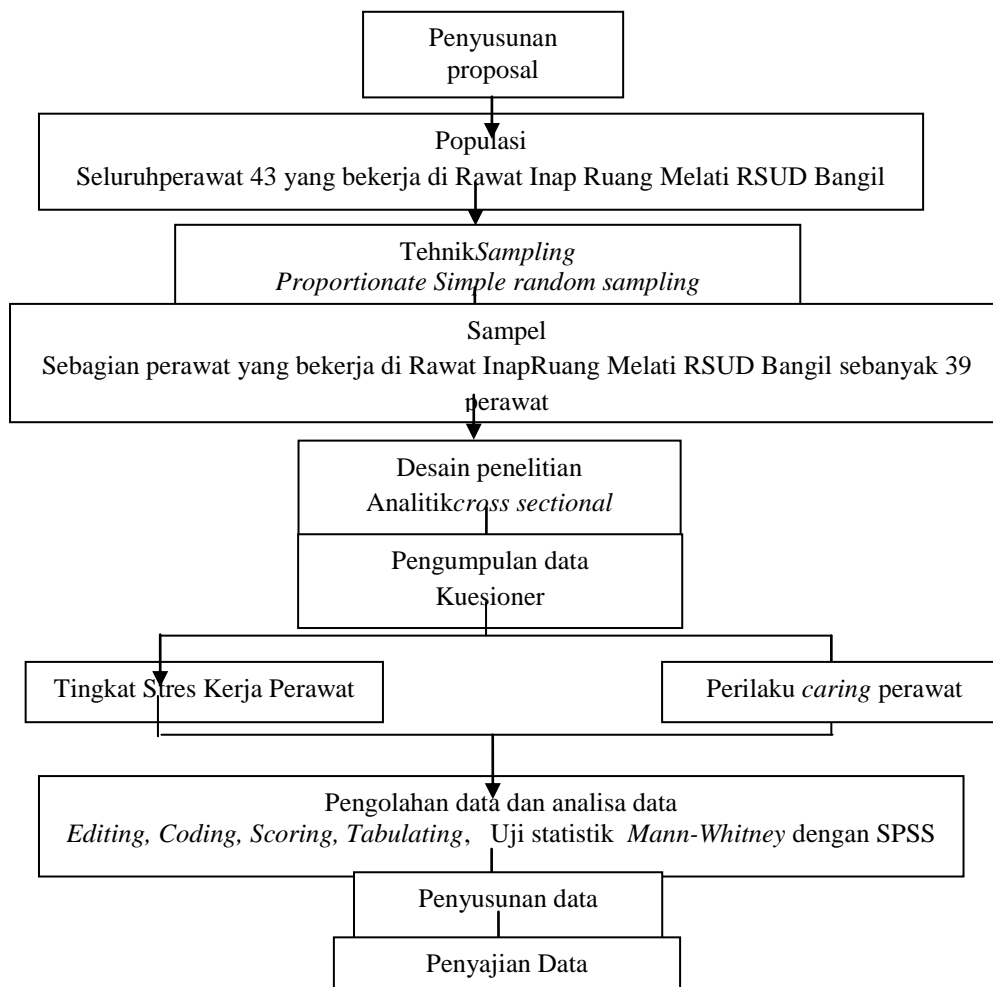 Penyusunan
proposal
Populasi
Seluruhperawat 43 yang bekerja di Rawat Inap Ruang Melati RSUD Bangil
TehnikSampling
Proportionate Simple random sampling
Sampel
Sebagian perawat yang bekerja di Rawat InapRuang Melati RSUD Bangil sebanyak 39
perawat
Desain penelitian
Analitikcross sectional
Pengumpulan data
Kuesioner
Tingkat Stres Kerja Perawat
Perilaku caring perawat
Pengolahan data dan analisa data
Editing, Coding, Scoring, Tabulating, Uji statistik Mann-Whitney dengan SPSS
Penyusunan data
Penyajian Data